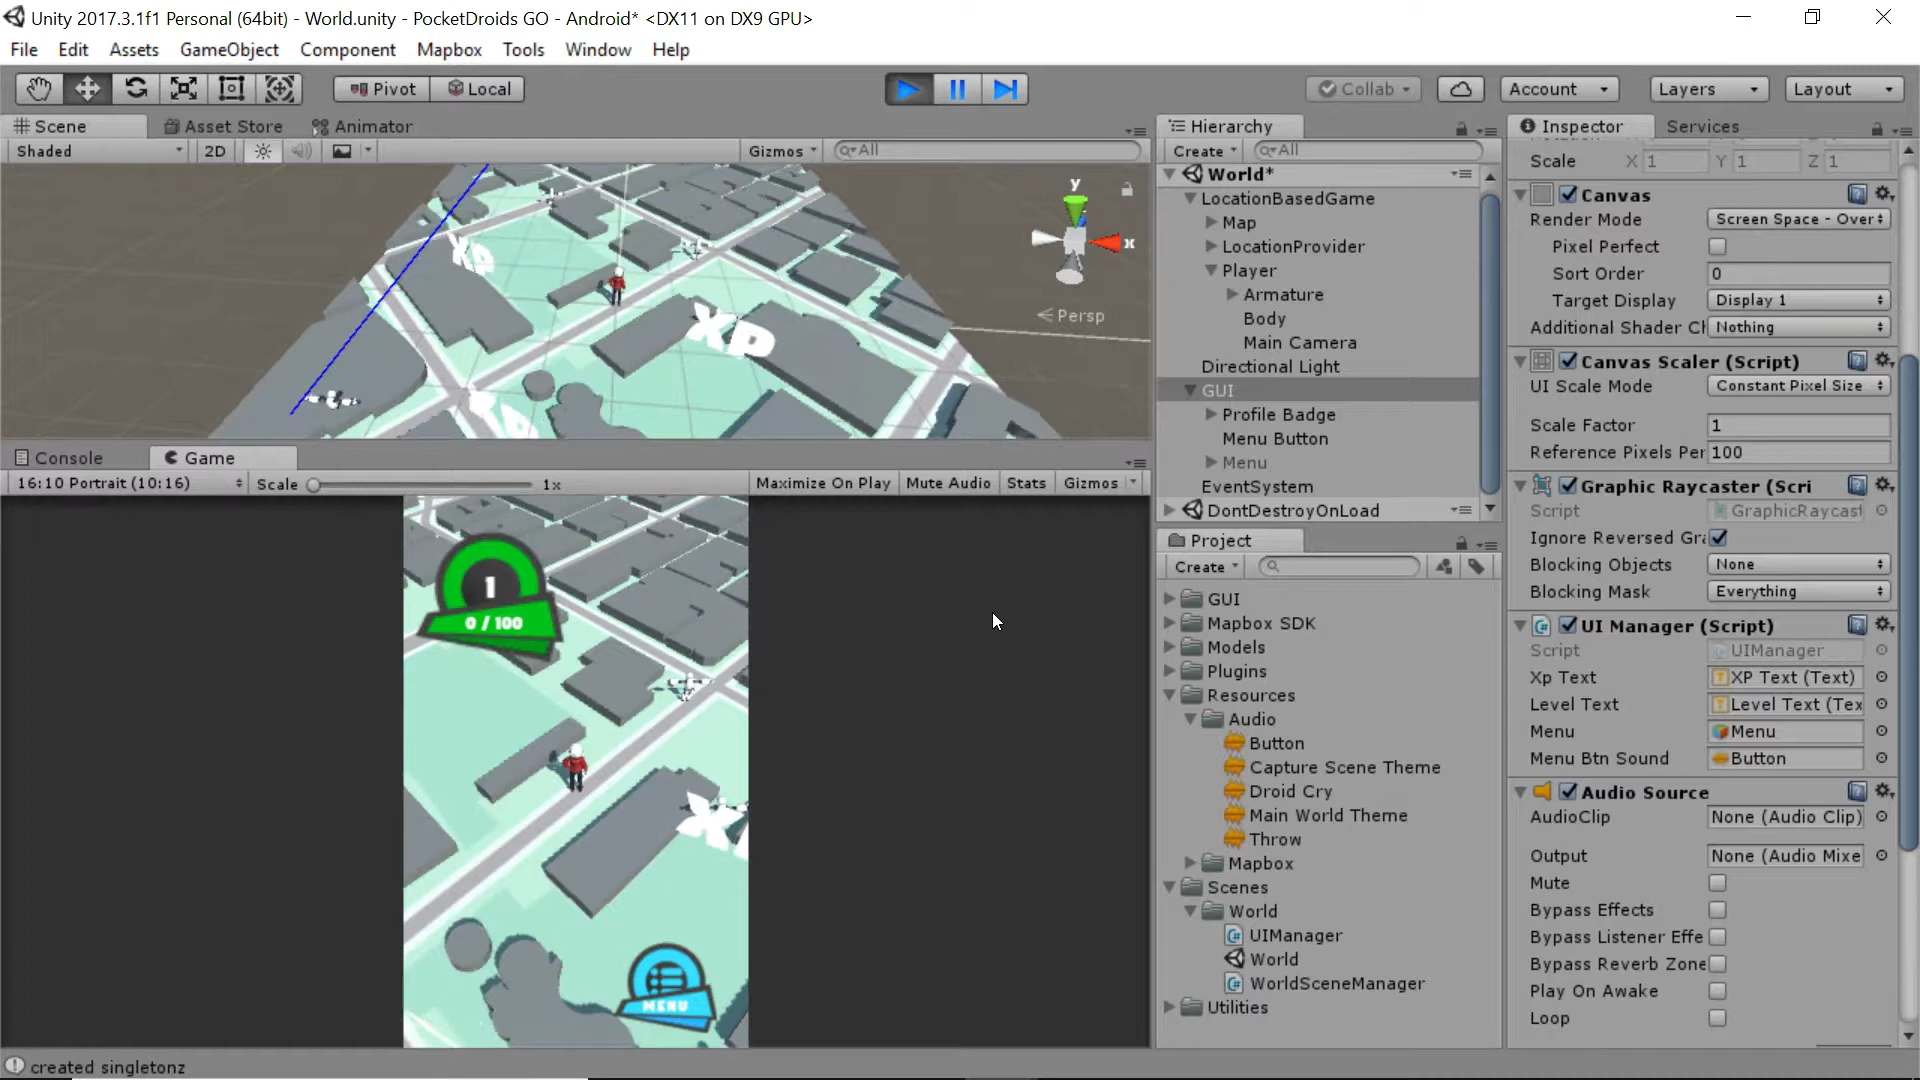 Unity 2017.3.1f1 Personal (64bit) - World.unity - PocketDroids GO - Android* <DX11 on DX9 GPU>
File Edit Assets GameObject Component Mapbox Tools Window Help
Pivot Local Collab Account Layers Layout
Scene Asset Store Animator
Shaded 2D Gizmos All
y
x
Persp
XP
XP
Console Game
16:10 Portrait (10:16) Scale 1x Maximize On Play Mute Audio Stats Gizmos
1
0 / 100
MENU
created singletonz
Hierarchy
Create All
World*
LocationBasedGame
Map
LocationProvider
Player
Armature
Body
Main Camera
Directional Light
GUI
Profile Badge
Menu Button
Menu
EventSystem
DontDestroyOnLoad
Project
Create
GUI
Mapbox SDK
Models
Plugins
Resources
Audio
Button
Capture Scene Theme
Droid Cry
Main World Theme
Throw
Mapbox
Scenes
World
UIManager
World
WorldSceneManager
Utilities
Inspector Services
Scale X 1 Y 1 Z 1
Canvas
Render Mode Screen Space - Over
Pixel Perfect
Sort Order 0
Target Display Display 1
Additional Shader Ch Nothing
Canvas Scaler (Script)
UI Scale Mode Constant Pixel Size
Scale Factor 1
Reference Pixels Per 100
Graphic Raycaster (Scri
Script GraphicRaycast
Ignore Reversed Gra
Blocking Objects None
Blocking Mask Everything
UI Manager (Script)
Script UIManager
Xp Text XP Text (Text)
Level Text Level Text (Tex
Menu Menu
Menu Btn Sound Button
Audio Source
AudioClip None (Audio Clip)
Output None (Audio Mixe
Mute
Bypass Effects
Bypass Listener Effe
Bypass Reverb Zone
Play On Awake
Loop